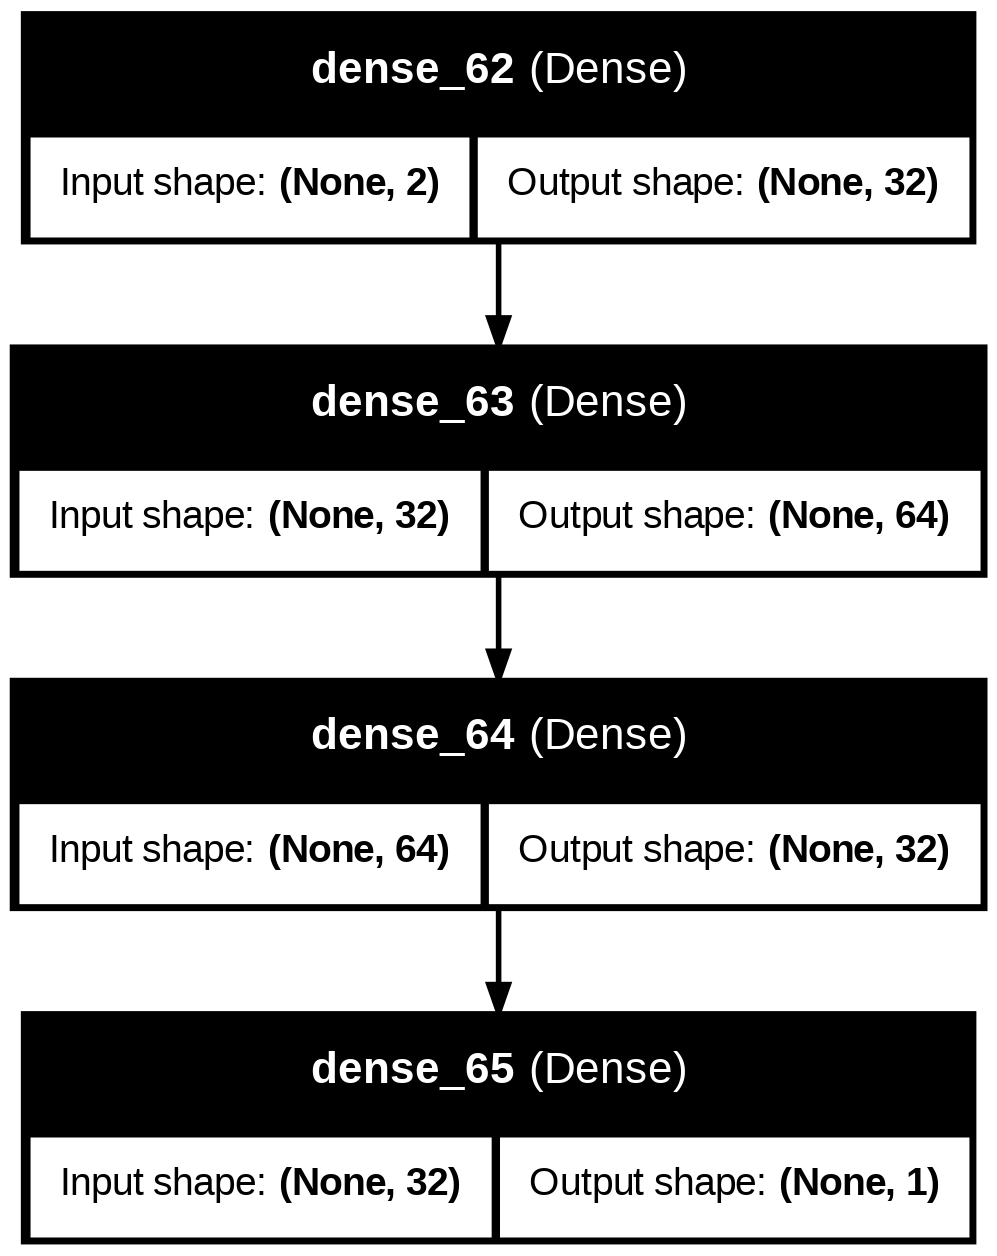 dense_62 (Dense)
Input shape: (None, 2) Output shape: (None, 32)
dense_63 (Dense)
Input shape: (None, 32) Output shape: (None, 64)
dense_64 (Dense)
Input shape: (None, 64) Output shape: (None, 32)
dense_65 (Dense)
Input shape: (None, 32) Output shape: (None, 1)